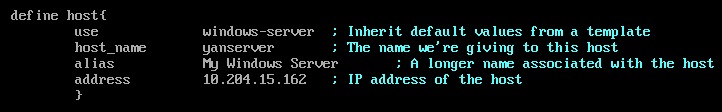 define host{
use windows-server ; Inherit default values from a template
host_name yanserver ; The name we're giving to this host
alias My Windows Server ; A longer name associated with the host
address 10.204.15.162 ; IP address of the host
}